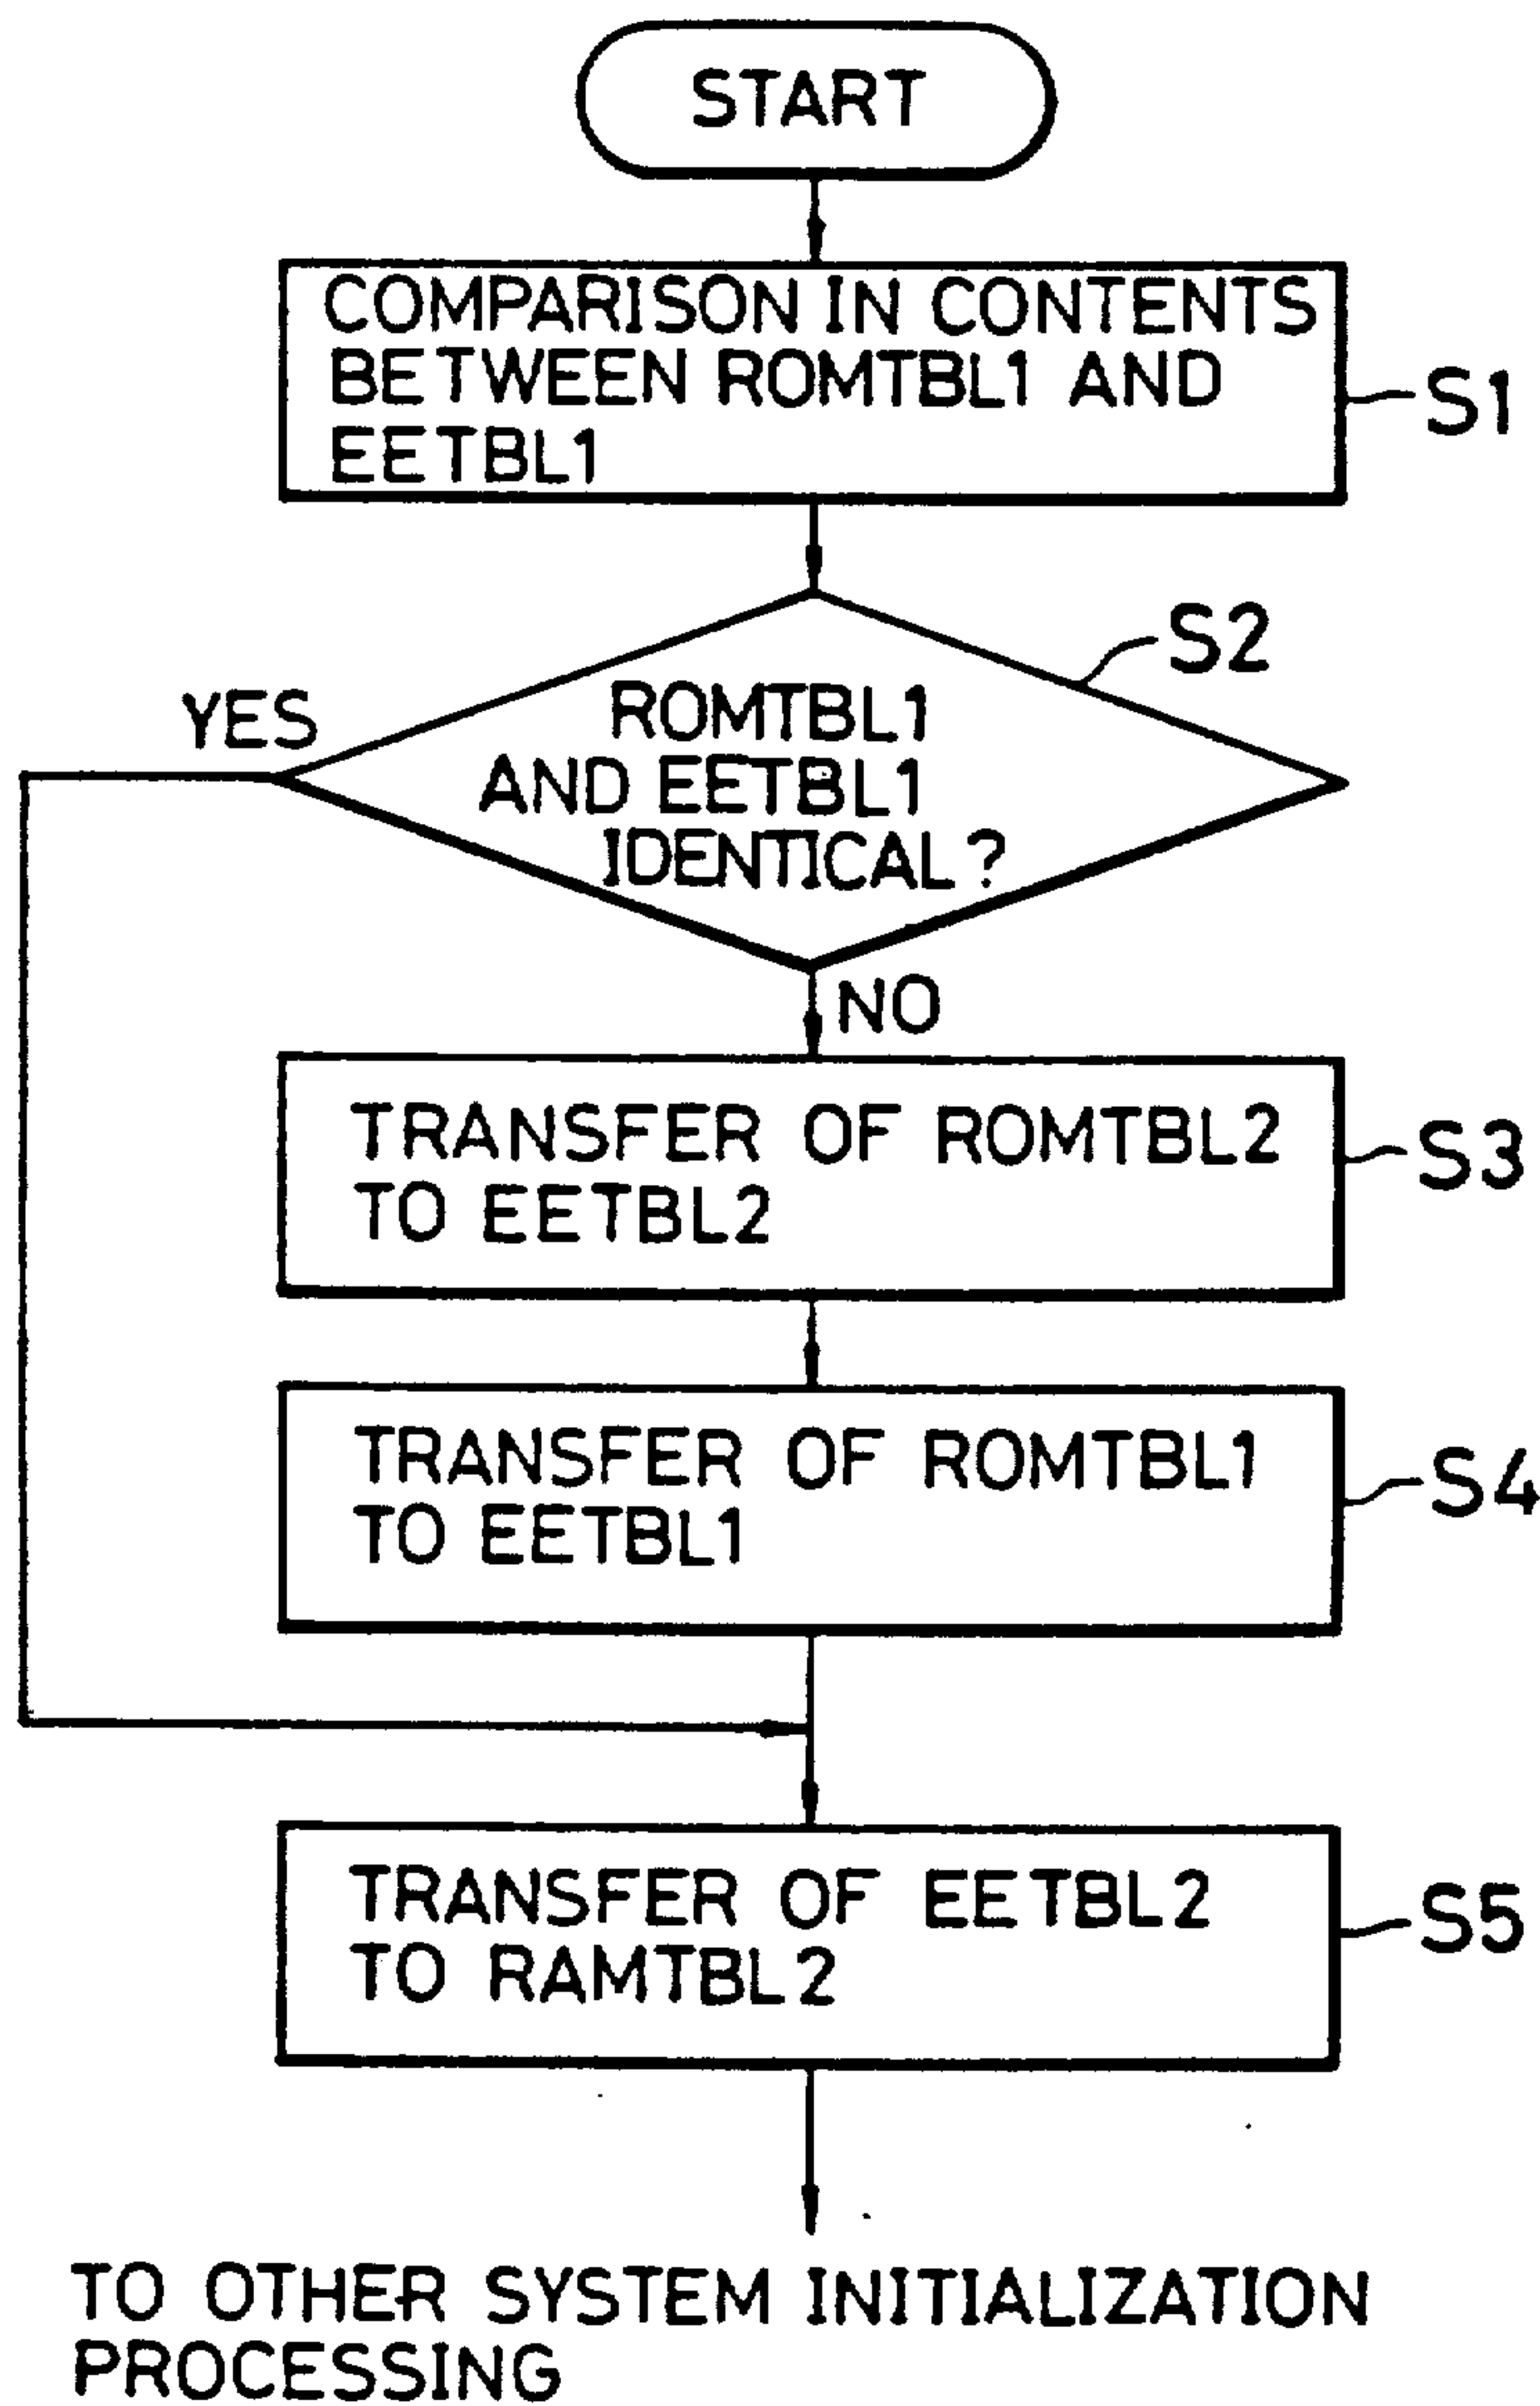 START
COMPARISON IN CONTENTS
BETWEEN ROMTBL1 AND
EETBL1
S1
S2
YES
ROMTBL1
AND EETBL1
IDENTICAL?
NO
TRANSFER OF ROMTBL2
TO EETBL2
S3
TRANSFER OF ROMTBL1
TO EETBL1
S4
TRANSFER OF EETBL2
TO RAMTBL2
S5
TO OTHER SYSTEM INITIALIZATION
PROCESSING